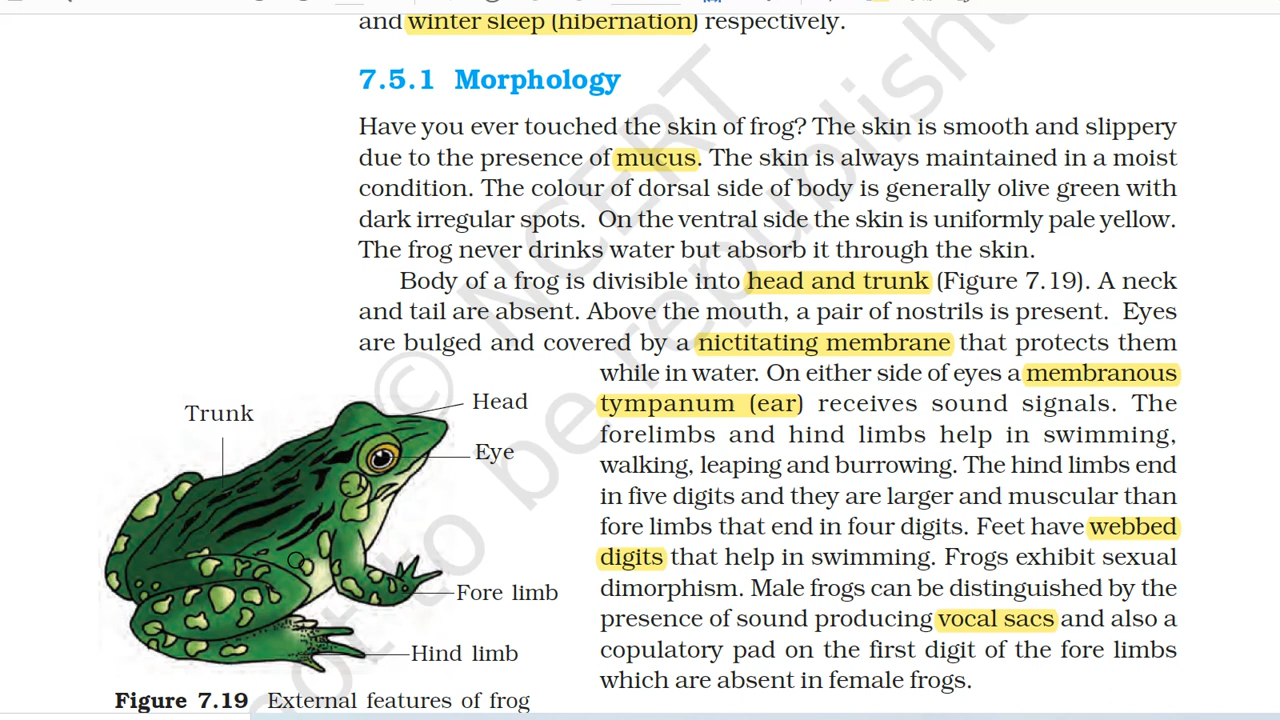 and winter sleep (hibernation) respectively.
7.5.1 Morphology
Have you ever touched the skin of frog? The skin is smooth and slippery
due to the presence of mucus. The skin is always maintained in a moist
condition. The colour of dorsal side of body is generally olive green with
dark irregular spots. On the ventral side the skin is uniformly pale yellow.
The frog never drinks water but absorb it through the skin.
Body of a frog is divisible into head and trunk (Figure 7.19). A neck
and tail are absent. Above the mouth, a pair of nostrils is present. Eyes
are bulged and covered by a nictitating membrane that protects them
while in water. On either side of eyes a membranous
tympanum (ear) receives sound signals. The
forelimbs and hind limbs help in swimming,
walking, leaping and burrowing. The hind limbs end
in five digits and they are larger and muscular than
fore limbs that end in four digits. Feet have webbed
digits that help in swimming. Frogs exhibit sexual
dimorphism. Male frogs can be distinguished by the
presence of sound producing vocal sacs and also a
copulatory pad on the first digit of the fore limbs
which are absent in female frogs.
Trunk
Head
Eye
Fore limb
Hind limb
Figure 7.19 External features of frog
© NCERT
not to be republished